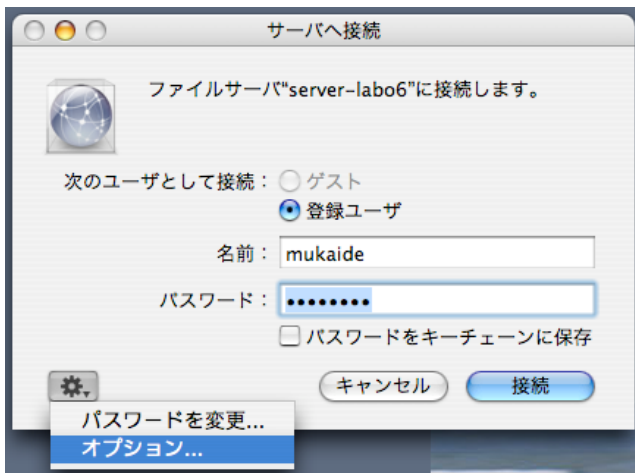 サーバへ接続
ファイルサーバ“server-labo6”に接続します。
次のユーザとして接続： ゲスト
登録ユーザ
名前： mukaide
パスワード： ••••••••
パスワードをキーチェーンに保存
キャンセル 接続
パスワードを変更...
オプション...